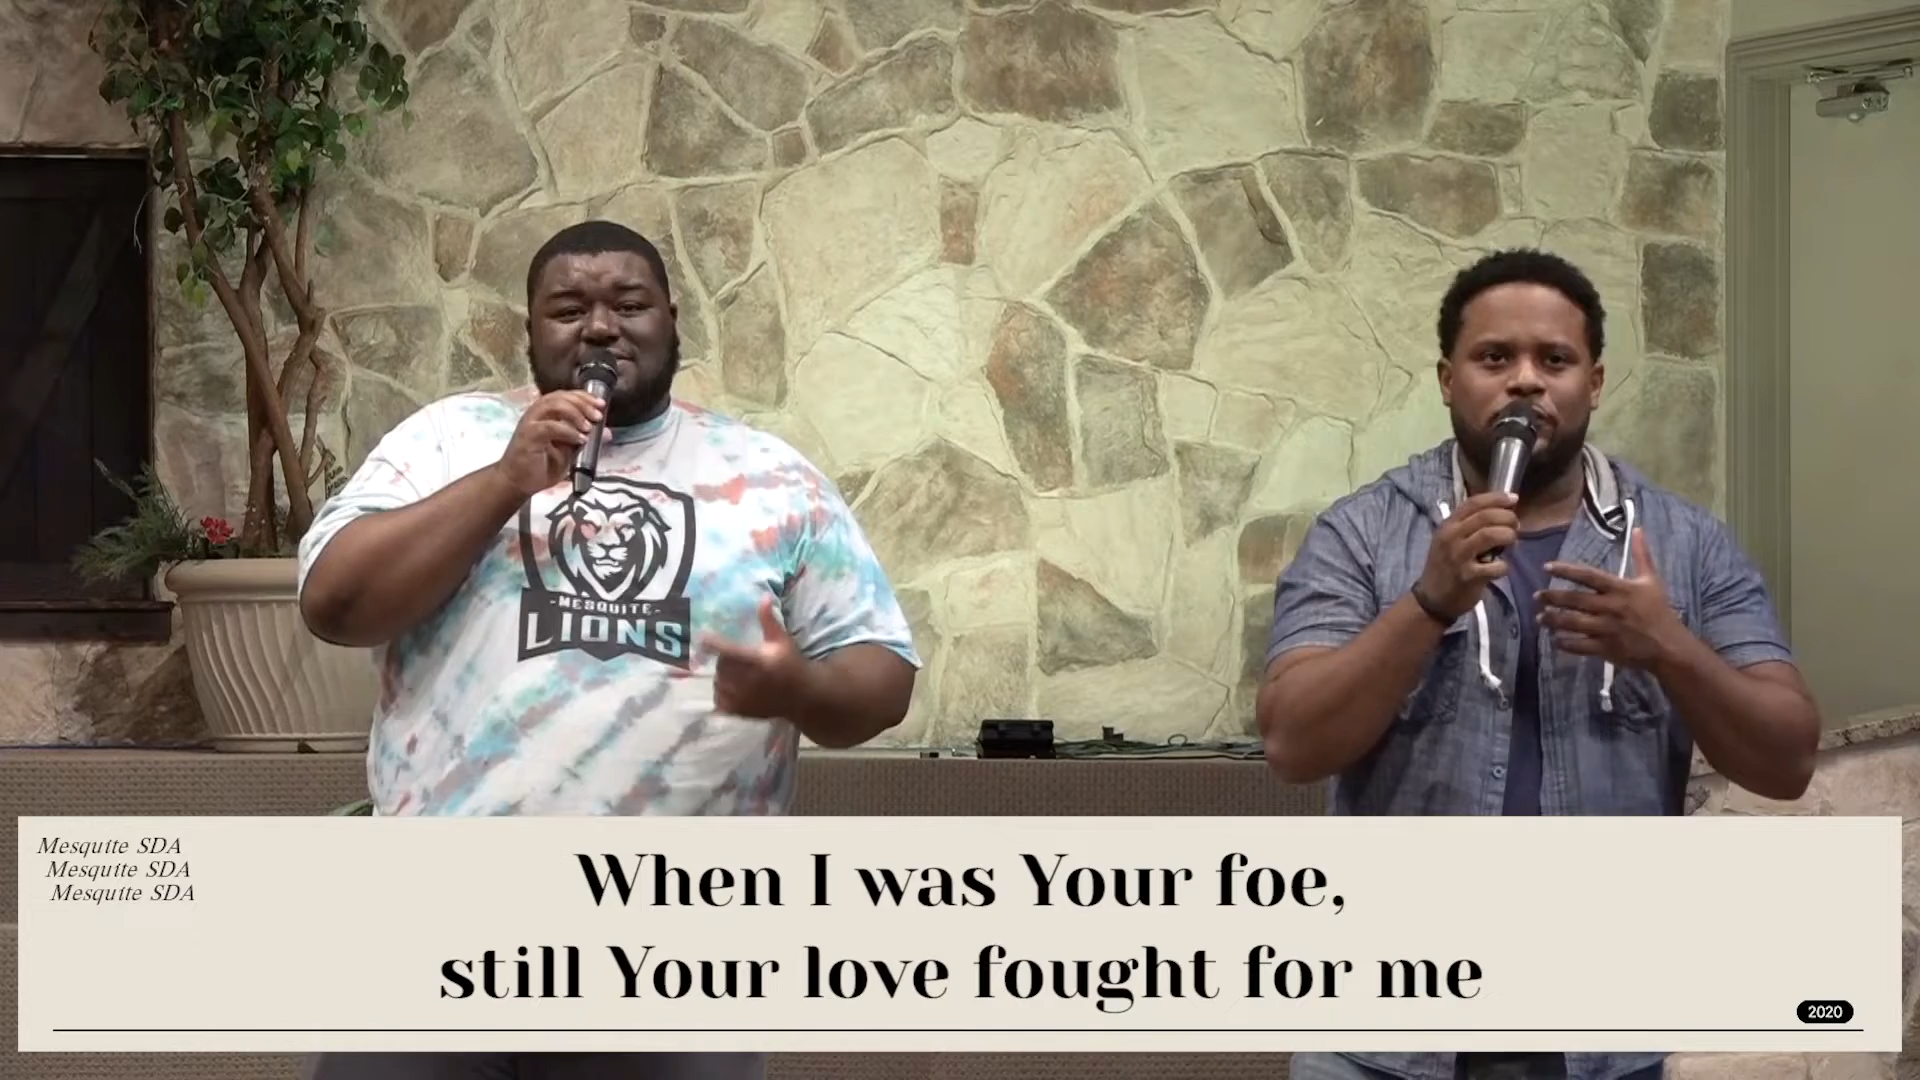 -MESQUITE-
LIONS
Mesquite SDA
Mesquite SDA
Mesquite SDA
When I was Your foe,
still Your love fought for me
2020